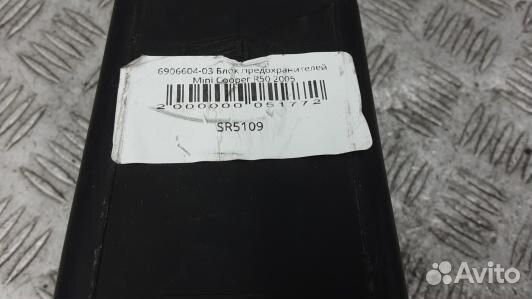 6906604-03 Блок предохранителей
Mini Cooper R50 2005
2 000000 051772
SR5109
Avito